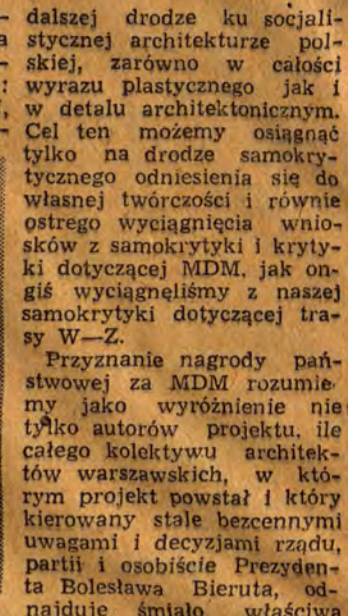 dalszej drodze ku socjali-
stycznej architekturze pol-
skiej, zarówno w całości
wyrazu plastycznego jak i
w detalu architektonicznym.
Cel ten możemy osiągnąć
tylko na drodze samokry-
tycznego odniesienia się do
własnej twórczości i równie
ostrego wyciągnięcia wnio-
sków z samokrytyki i kryty-
ki dotyczącej MDM, jak on-
giś wyciągnęliśmy z naszej
samokrytyki dotyczącej tra-
sy W—Z.
Przyznanie nagrody pań-
stwowej za MDM rozumie-
my jako wyróżnienie nie
tylko autorów projektu, ile
całego kolektywu architek-
tów warszawskich, w któ-
rym projekt powstał i który
kierowany stale bezcennymi
uwagami i decyzjami rządu,
partii i osobiście Prezyden-
ta Bolesława Bieruta, od-
najduje śmiało właściwą